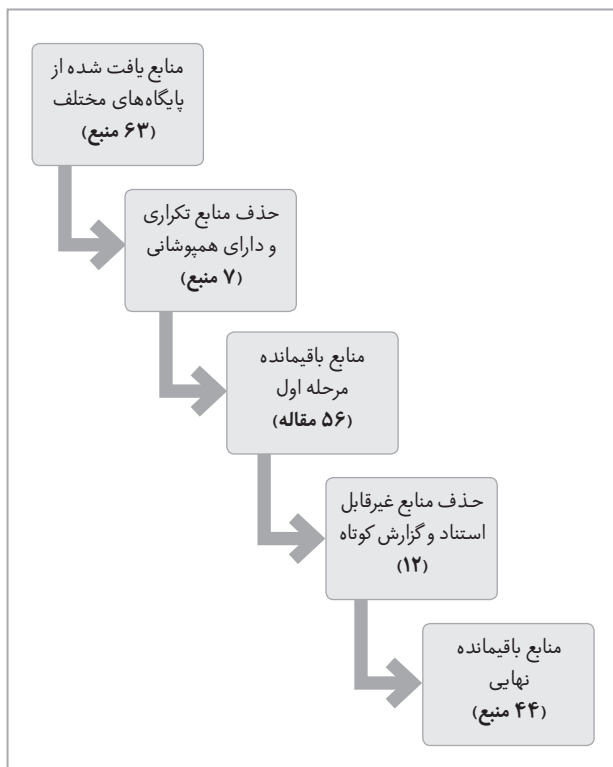 منابع یافت شده از
پایگاه‌های مختلف
(۶۳ منبع)
حذف منابع تکراری
و دارای همپوشانی
(۷ منبع)
منابع باقیمانده
مرحله اول
(۵۶ مقاله)
حذف منابع غیرقابل
استناد و گزارش کوتاه
(۱۲)
منابع باقیمانده
نهایی
(۴۴ منبع)